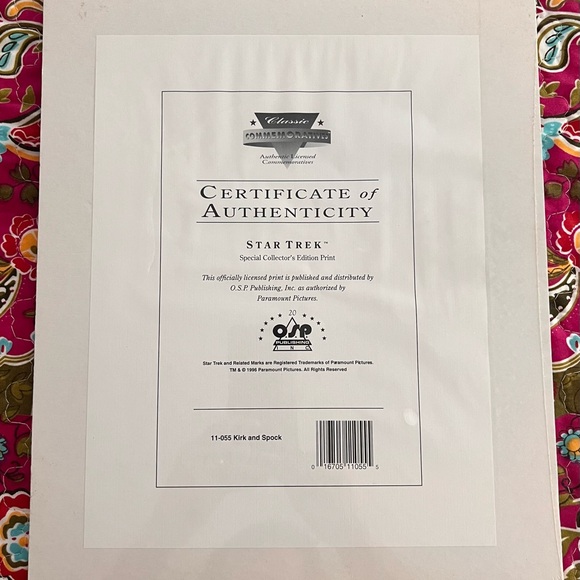 Classic
COMMEMORATIVES
Authentic Licensed
Commemoratives
CERTIFICATE of
AUTHENTICITY
STAR TREK™
Special Collector's Edition Print
This officially licensed print is published and distributed by
O.S.P. Publishing, Inc. as authorized by
Paramount Pictures.
20
OSP
PUBLISHING
INC
Star Trek and Related Marks are Registered Trademarks of Paramount Pictures.
TM & © 1996 Paramount Pictures. All Rights Reserved
11-055 Kirk and Spock
0 16705 11055 5